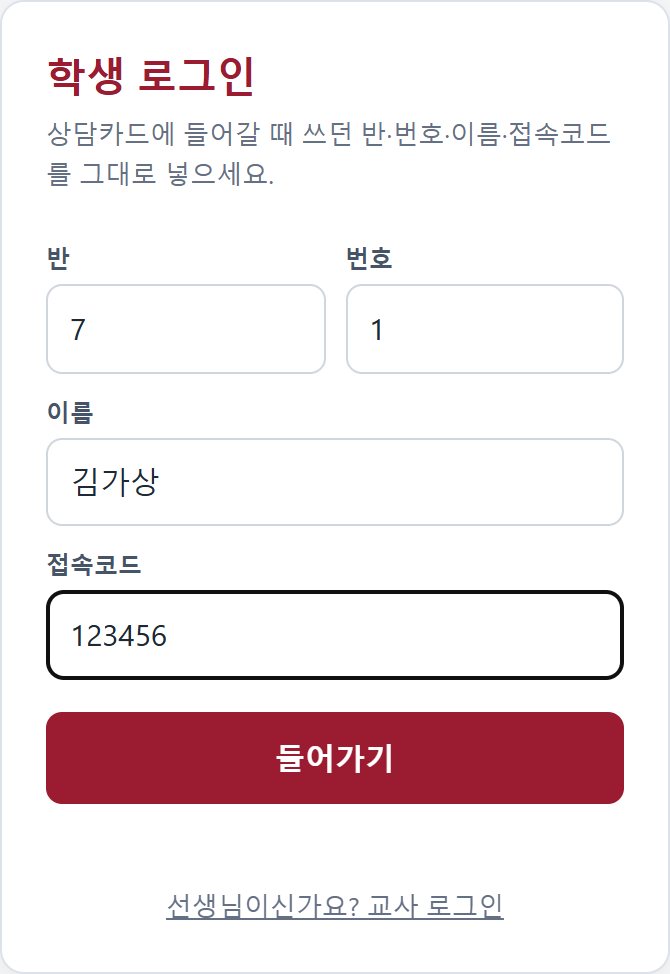 학생 로그인
상담카드에 들어갈 때 쓰던 반·번호·이름·접속코드
를 그대로 넣으세요.
반 번호
7 1
이름
김가상
접속코드
123456
들어가기
선생님이신가요? 교사 로그인